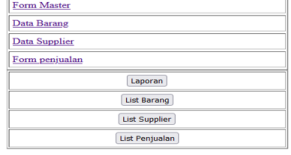 Form Master
Data Barang
Data Supplier
Form penjualan
Laporan
List Barang
List Supplier
List Penjualan